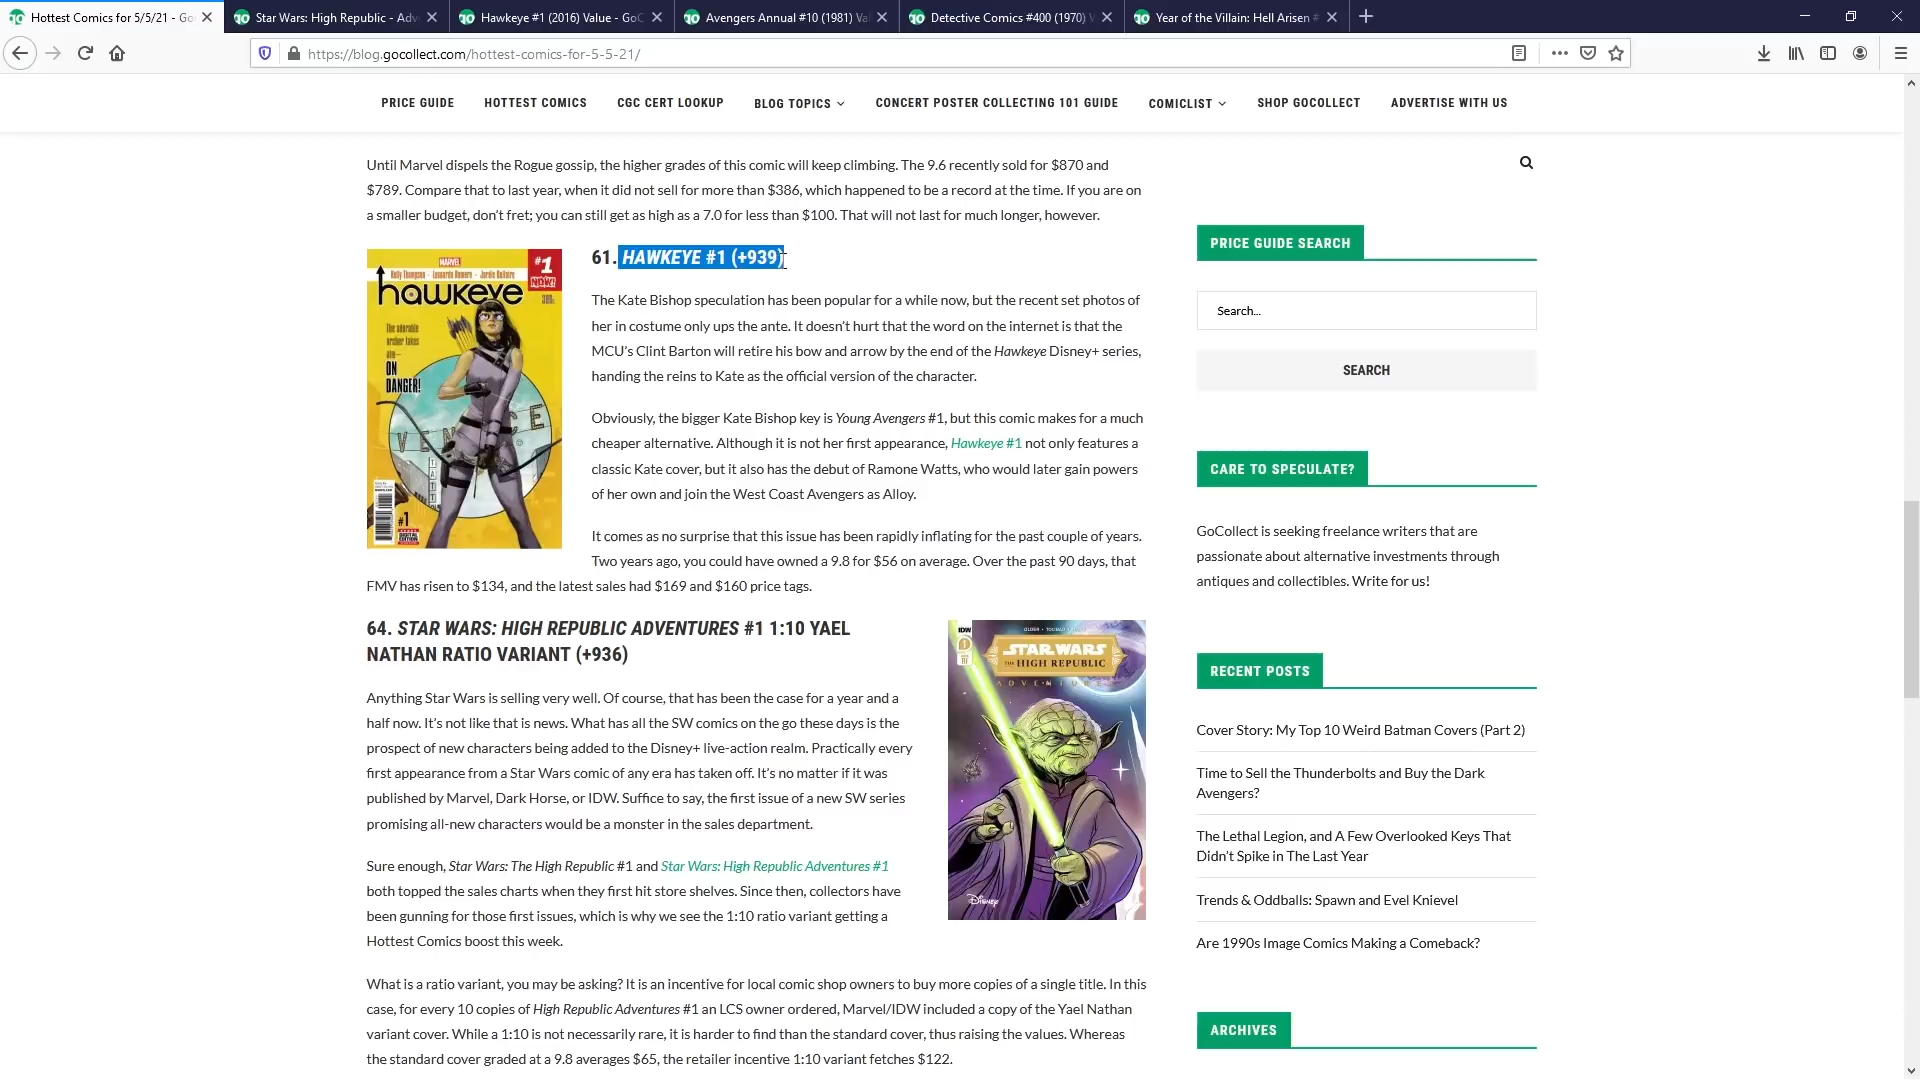 Hottest Comics for 5/5/21 - Go
Star Wars: High Republic - Adv
Hawkeye #1 (2016) Value - GoC
Avengers Annual #10 (1981) Val
Detective Comics #400 (1970) V
Year of the Villain: Hell Arisen #
https://blog.gocollect.com/hottest-comics-for-5-5-21/
PRICE GUIDE
HOTTEST COMICS
CGC CERT LOOKUP
BLOG TOPICS
CONCERT POSTER COLLECTING 101 GUIDE
COMICLIST
SHOP GOCOLLECT
ADVERTISE WITH US
Until Marvel dispels the Rogue gossip, the higher grades of this comic will keep climbing. The 9.6 recently sold for $870 and
$789. Compare that to last year, when it did not sell for more than $386, which happened to be a record at the time. If you are on
a smaller budget, don't fret; you can still get as high as a 7.0 for less than $100. That will not last for much longer, however.
MARVEL
#1
NOW!
Kelly Thompson - Leonardo Romero - Jordie Bellaire
hawkeye
The adorable
archer takes
aim—
ON
DANGER!
VEN CE
#1
61. HAWKEYE #1 (+939)
The Kate Bishop speculation has been popular for a while now, but the recent set photos of
her in costume only ups the ante. It doesn't hurt that the word on the internet is that the
MCU's Clint Barton will retire his bow and arrow by the end of the Hawkeye Disney+ series,
handing the reins to Kate as the official version of the character.
Obviously, the bigger Kate Bishop key is Young Avengers #1, but this comic makes for a much
cheaper alternative. Although it is not her first appearance, Hawkeye #1 not only features a
classic Kate cover, but it also has the debut of Ramone Watts, who would later gain powers
of her own and join the West Coast Avengers as Alloy.
It comes as no surprise that this issue has been rapidly inflating for the past couple of years.
Two years ago, you could have owned a 9.8 for $56 on average. Over the past 90 days, that
FMV has risen to $134, and the latest sales had $169 and $160 price tags.
64. STAR WARS: HIGH REPUBLIC ADVENTURES #1 1:10 YAEL
NATHAN RATIO VARIANT (+936)
Anything Star Wars is selling very well. Of course, that has been the case for a year and a
half now. It's not like that is news. What has all the SW comics on the go these days is the
prospect of new characters being added to the Disney+ live-action realm. Practically every
first appearance from a Star Wars comic of any era has taken off. It's no matter if it was
published by Marvel, Dark Horse, or IDW. Suffice to say, the first issue of a new SW series
promising all-new characters would be a monster in the sales department.
Sure enough, Star Wars: The High Republic #1 and Star Wars: High Republic Adventures #1
both topped the sales charts when they first hit store shelves. Since then, collectors have
been gunning for those first issues, which is why we see the 1:10 ratio variant getting a
Hottest Comics boost this week.
What is a ratio variant, you may be asking? It is an incentive for local comic shop owners to buy more copies of a single title. In this
case, for every 10 copies of High Republic Adventures #1 an LCS owner ordered, Marvel/IDW included a copy of the Yael Nathan
variant cover. While a 1:10 is not necessarily rare, it is harder to find than the standard cover, thus raising the values. Whereas
the standard cover graded at a 9.8 averages $65, the retailer incentive 1:10 variant fetches $122.
IDW
STAR WARS
THE HIGH REPUBLIC
ADVENTURES
Disney
PRICE GUIDE SEARCH
Search...
SEARCH
CARE TO SPECULATE?
GoCollect is seeking freelance writers that are
passionate about alternative investments through
antiques and collectibles. Write for us!
RECENT POSTS
Cover Story: My Top 10 Weird Batman Covers (Part 2)
Time to Sell the Thunderbolts and Buy the Dark
Avengers?
The Lethal Legion, and A Few Overlooked Keys That
Didn't Spike in The Last Year
Trends & Oddballs: Spawn and Evel Knievel
Are 1990s Image Comics Making a Comeback?
ARCHIVES